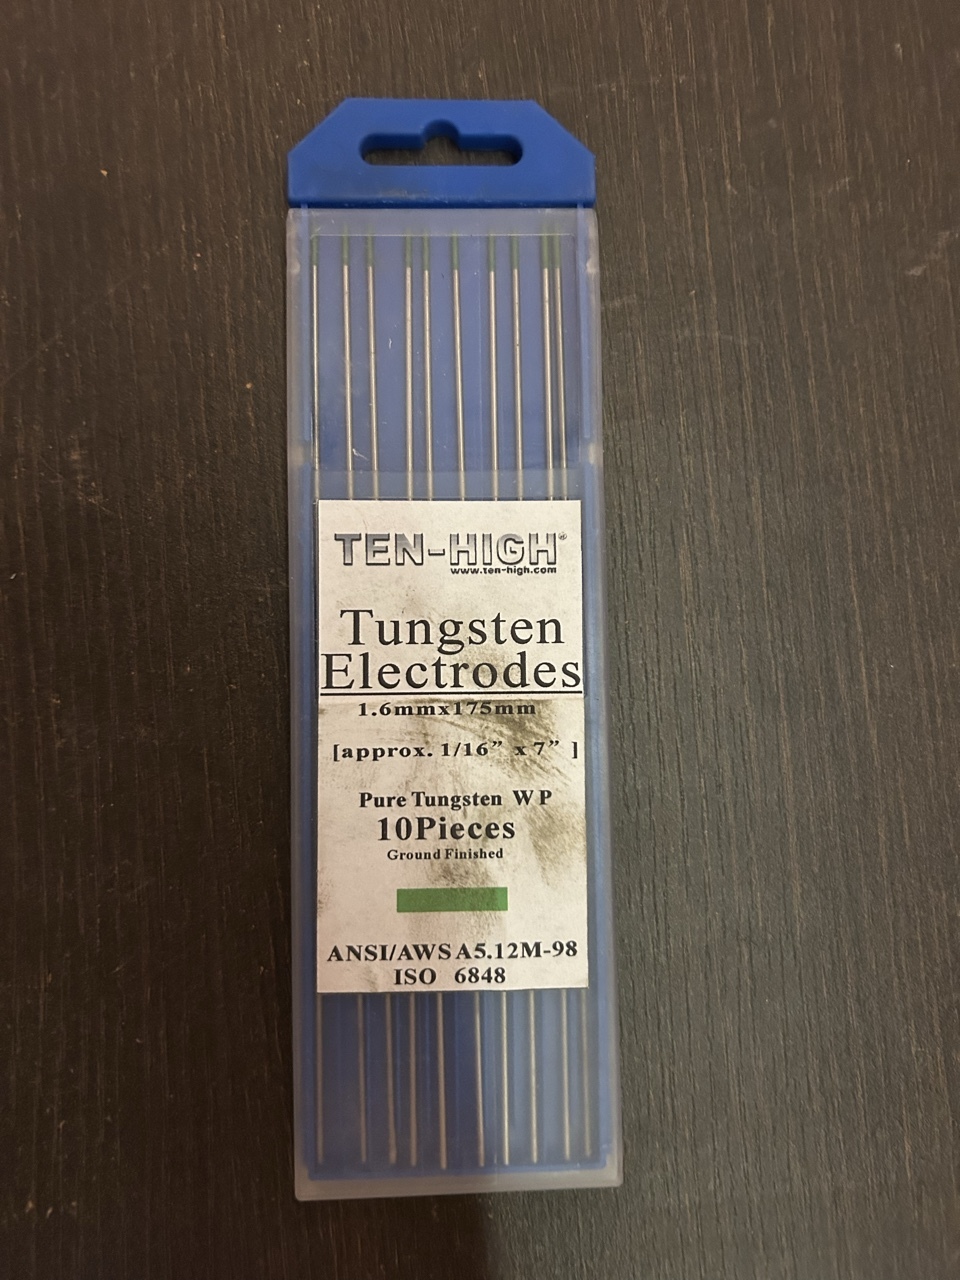 TEN-HIGH®
www.ten-high.com
Tungsten
Electrodes
1.6mmx175mm
[approx. 1/16” x 7” ]
Pure Tungsten W P
10Pieces
Ground Finished
ANSI/AWS A5.12M-98
ISO 6848